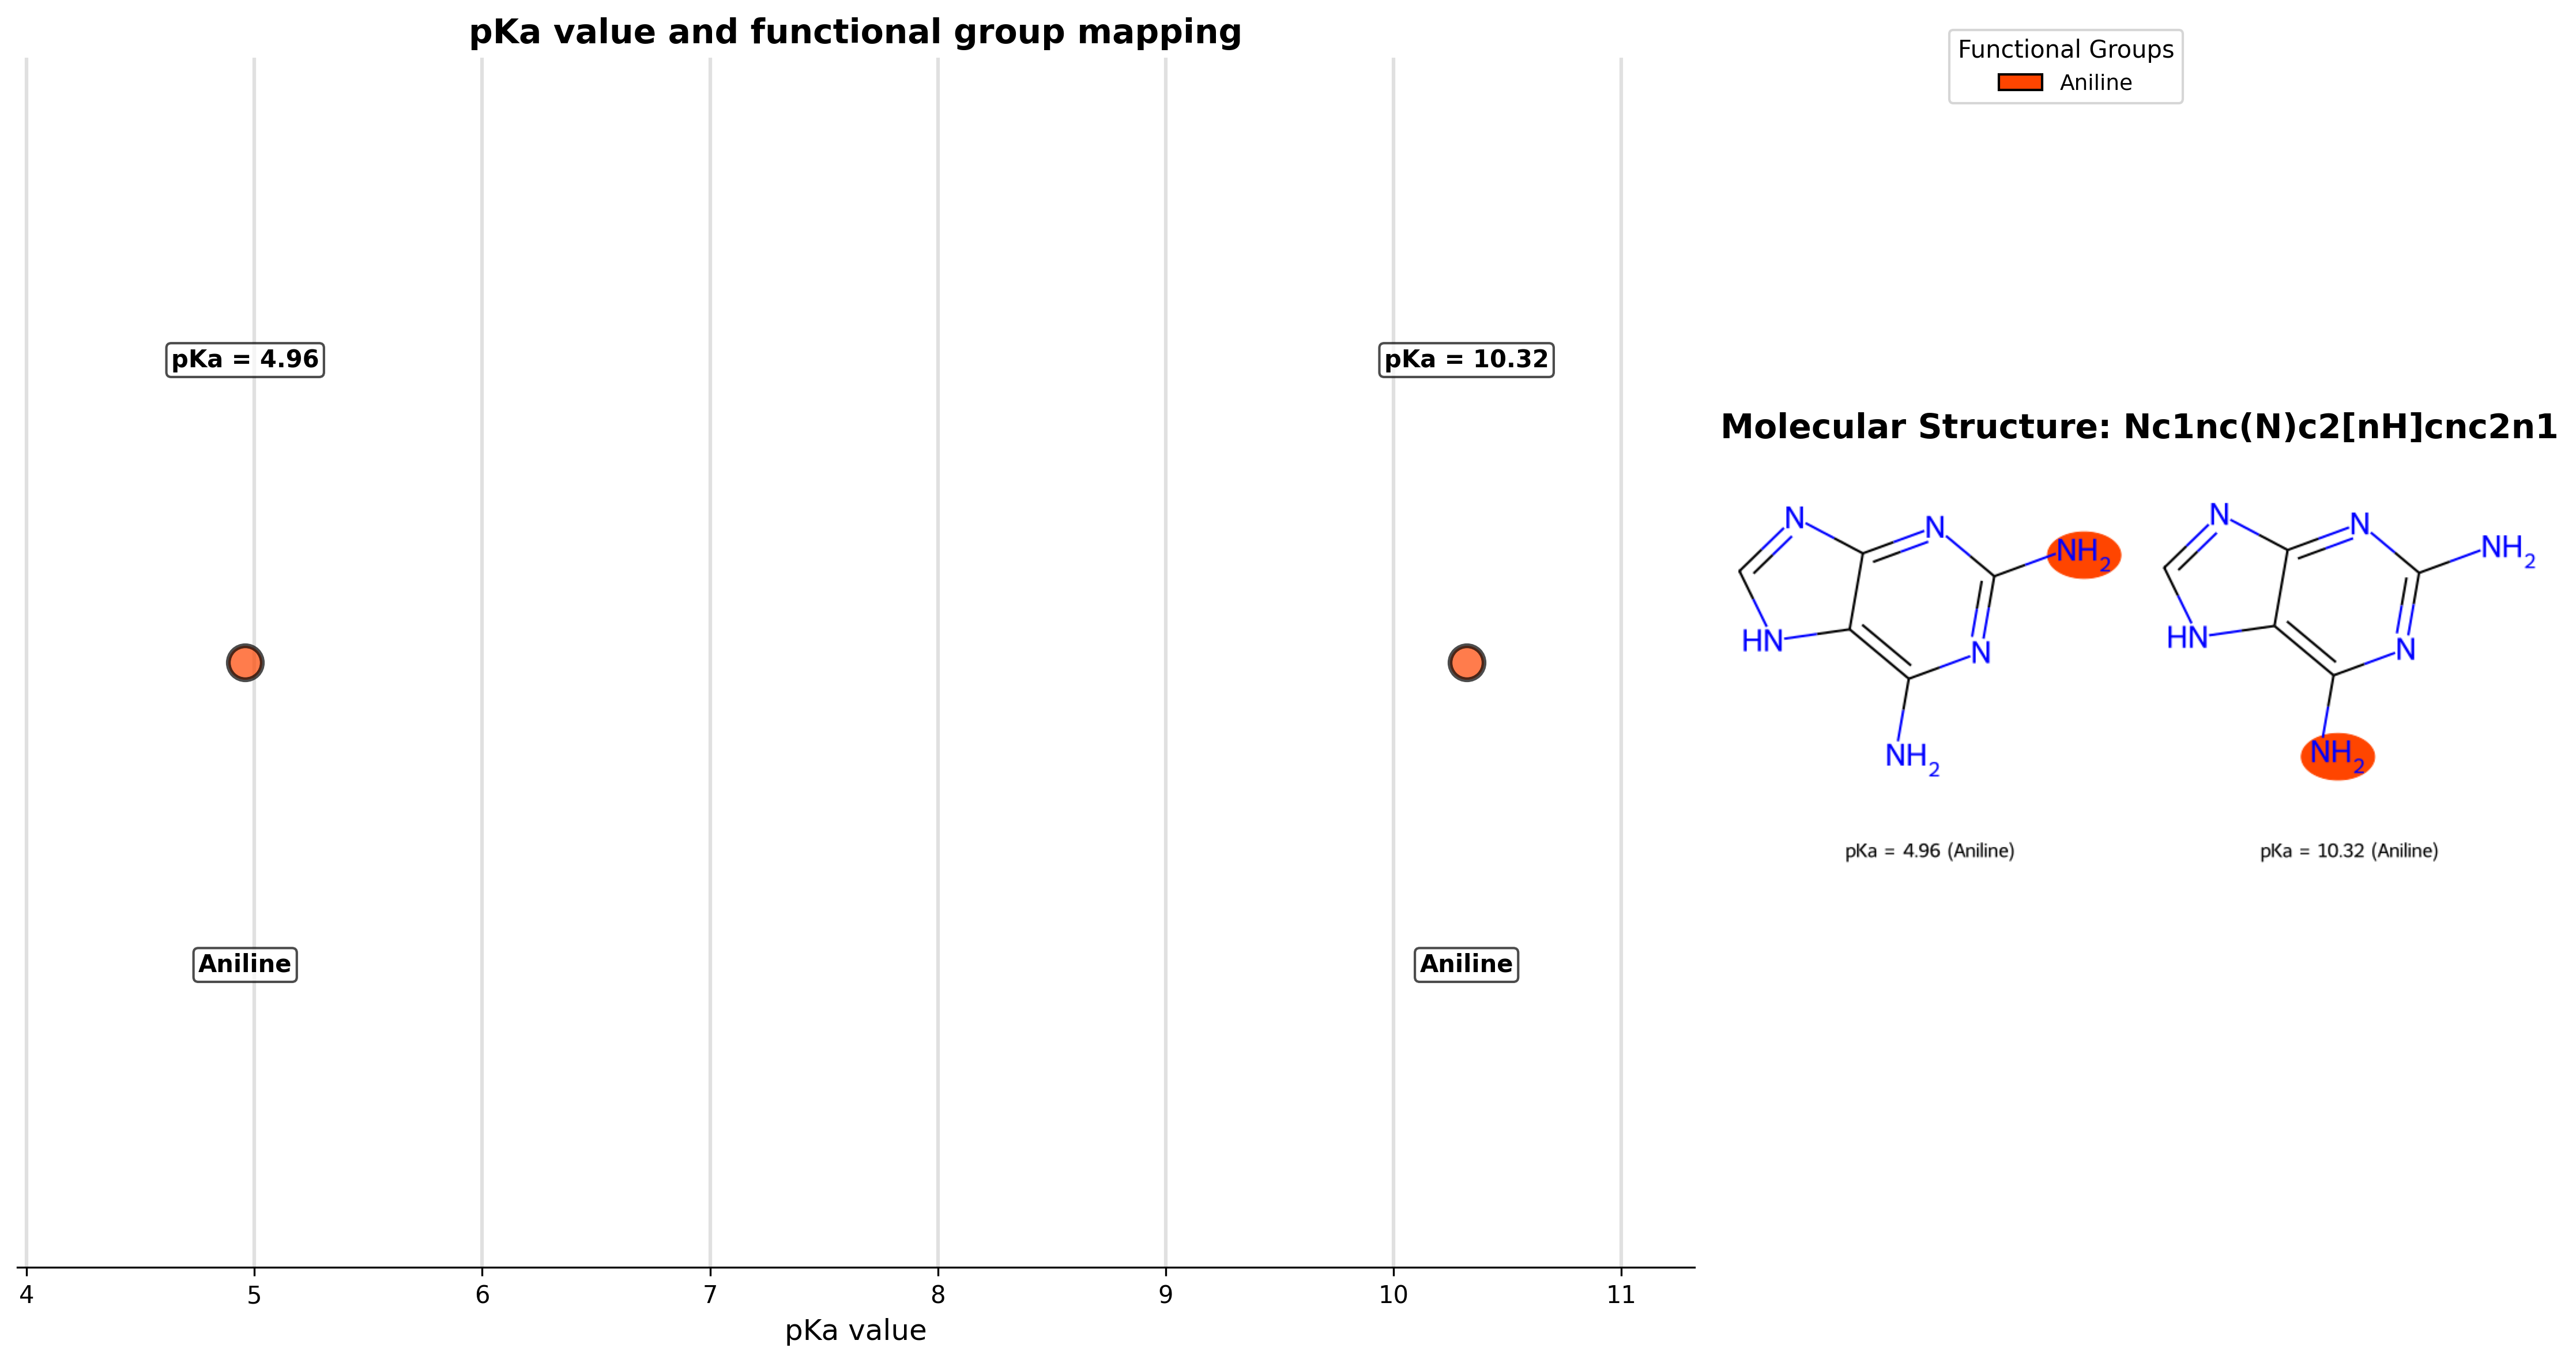 pKa value and functional group mapping
Functional Groups
Aniline
pKa = 4.96
pKa = 10.32
Aniline
Aniline
4 5 6 7 8 9 10 11
pKa value
Molecular Structure: Nc1nc(N)c2[nH]cnc2n1
N
N
NH2
HN
N
NH2
N
N
NH2
HN
N
NH2
pKa = 4.96 (Aniline)
pKa = 10.32 (Aniline)